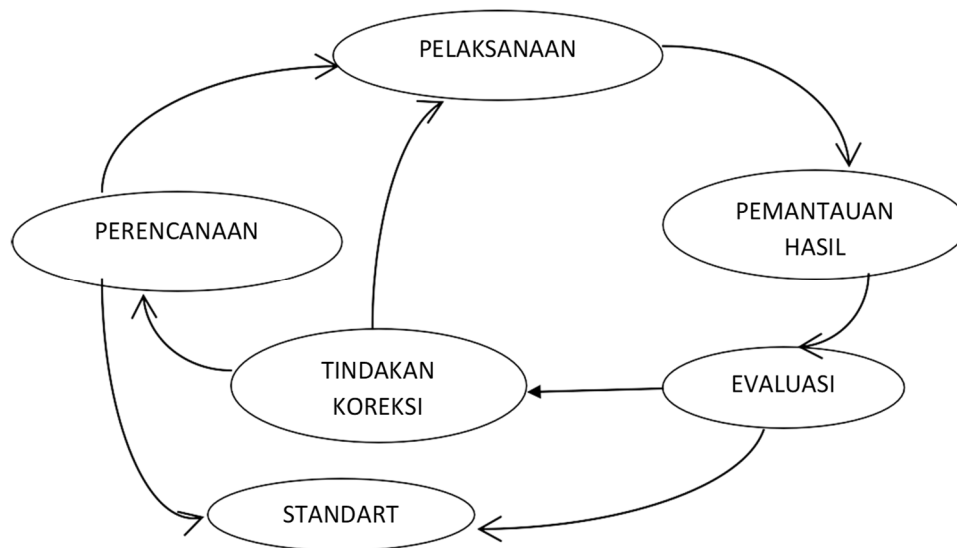 PELAKSANAAN
PERENCANAAN
PEMANTAUAN
HASIL
TINDAKAN
KOREKSI
EVALUASI
STANDART